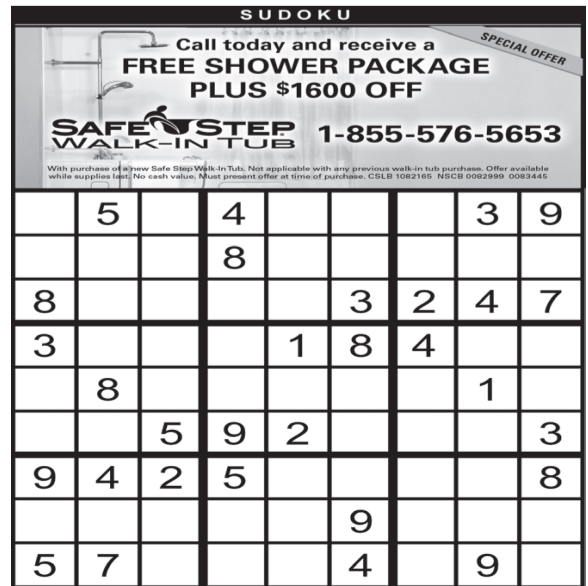 SUDOKU
SPECIAL OFFER
Call today and receive a
FREE SHOWER PACKAGE
PLUS $1600 OFF
SAFE STEP
WALK-IN TUB
1-855-576-5653
With purchase of a new Safe Step Walk-In Tub. Not applicable with any previous walk-in tub purchase. Offer available
while supplies last. No cash value. Must present offer at time of purchase. CSLB 1082165 NSCB 0082999 0083445
5 4 3 9
8
8 3 2 4 7
3 1 8 4
8 1
5 9 2 3
9 4 2 5 8
9
5 7 4 9